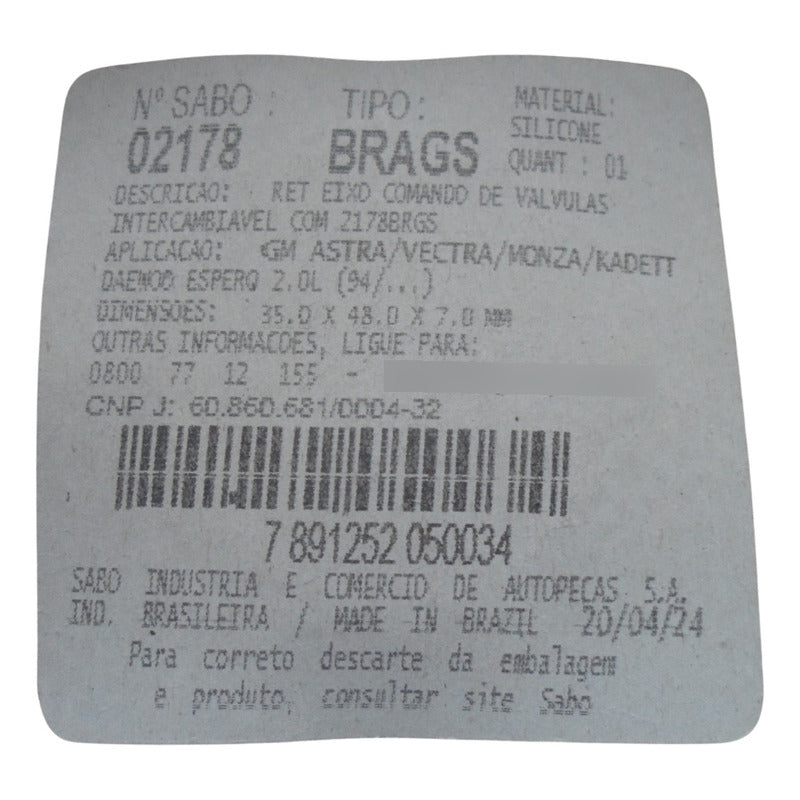 Nº SABO : TIPO : MATERIAL:
02178 BRAGS SILICONE
QUANT : 01
DESCRICAO: RET EIXO COMANDO DE VALVULAS
INTERCAMBIAVEL COM 2178BRGS
APLICACAO: GM ASTRA/VECTRA/MONZA/KADETT
DAEWOO ESPERO 2.0L (94/...)
DIMENSOES: 35.0 X 48.0 X 7.0 MM
OUTRAS INFORMACOES, LIGUE PARA:
0800 77 12 155 -
CNPJ: 60.860.681/0004-32
7 891252 050034
SABO INDUSTRIA E COMERCIO DE AUTOPECAS S.A.
IND. BRASILEIRA / MADE IN BRAZIL 20/04/24
Para correto descarte da embalagem
e produto, consultar site Sabo